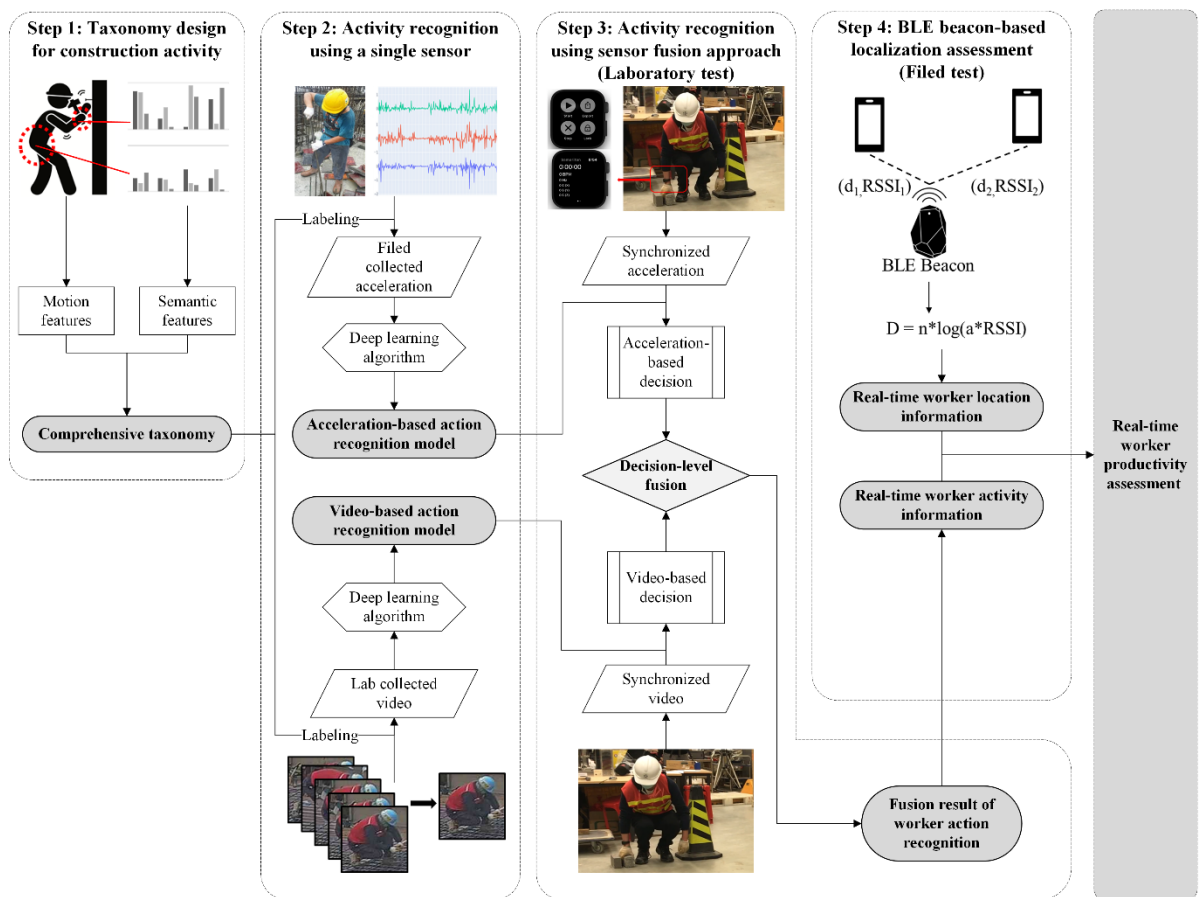 Step 1: Taxonomy design
for construction activity
Motion
features
Semantic
features
Comprehensive taxonomy
Step 2: Activity recognition
using a single sensor
Labeling
Filed
collected
acceleration
Deep learning
algorithm
Acceleration-based action
recognition model
Video-based action
recognition model
Deep learning
algorithm
Lab collected
video
Labeling
Step 3: Activity recognition
using sensor fusion approach
(Laboratory test)
Synchronized
acceleration
Acceleration-
based
decision
Decision-level
fusion
Video-based
decision
Synchronized
video
Step 4: BLE beacon-based
localization assessment
(Filed test)
(d₁,RSSI₁)
(d₂,RSSI₂)
BLE Beacon
D = n*log(a*RSSI)
Real-time worker location
information
Real-time worker activity
information
Fusion result of
worker action
recognition
Real-time
worker
productivity
assessment